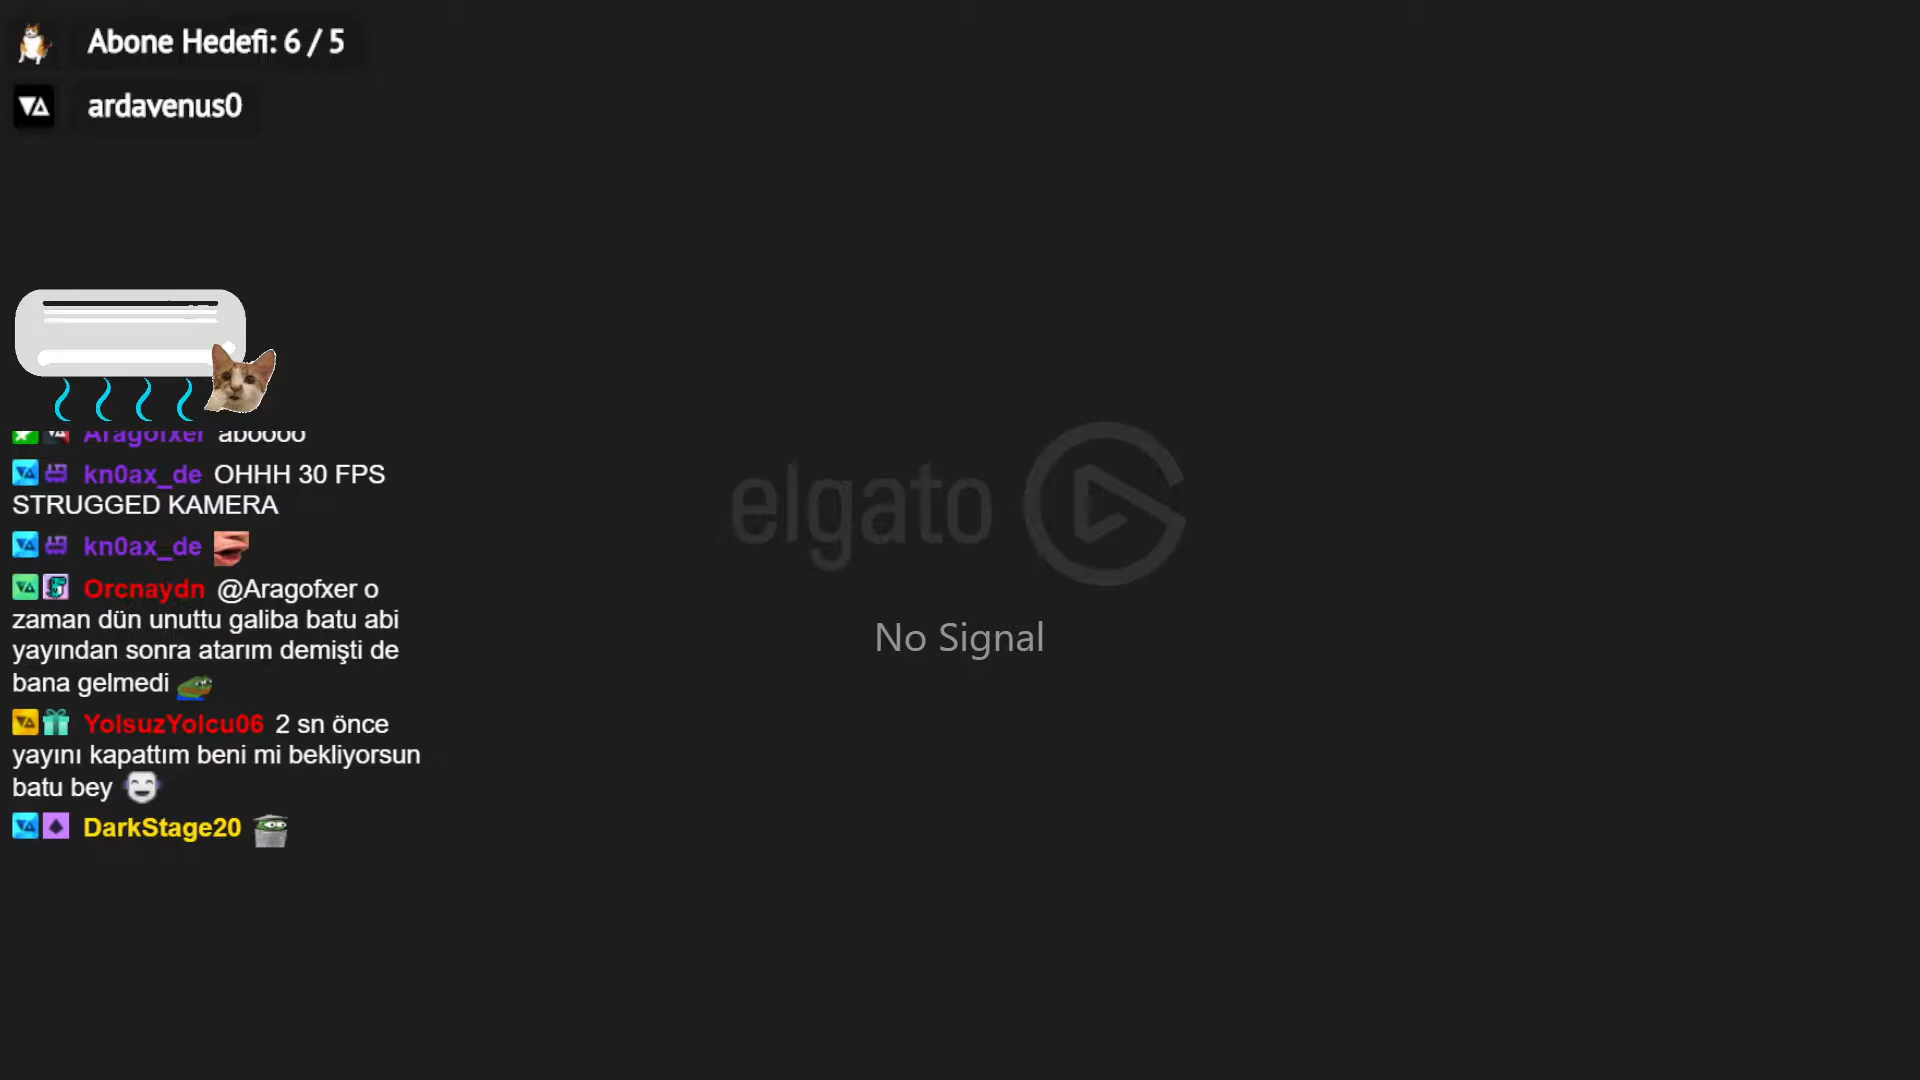 Abone Hedefi: 6 / 5
ardavenus0
Aragofxer aboooo
kn0ax_de OHHH 30 FPS
STRUGGED KAMERA
kn0ax_de
Orcnaydn @Aragofxer o
zaman dün unuttu galiba batu abi
yayından sonra atarım demişti de
bana gelmedi
YolsuzYolcu06 2 sn önce
yayını kapattım beni mi bekliyorsun
batu bey
DarkStage20
elgato
No Signal